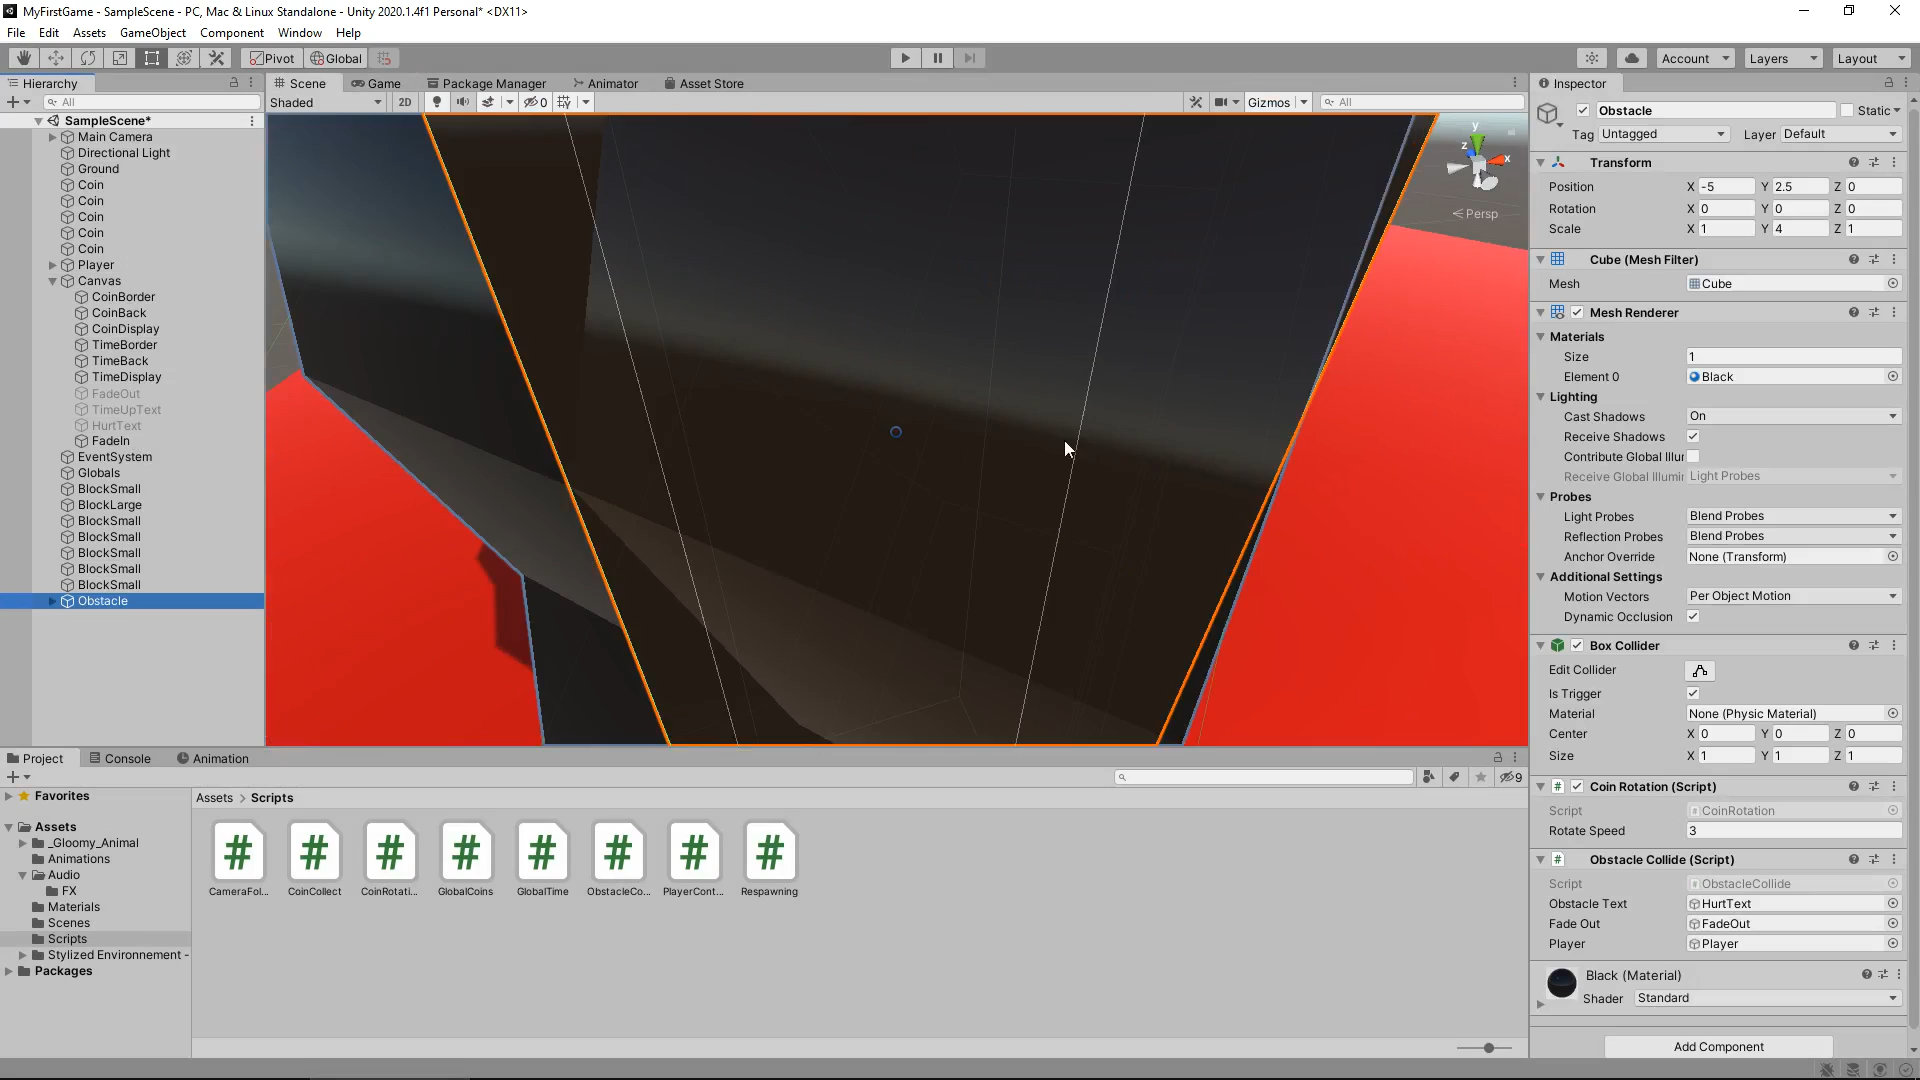 MyFirstGame - SampleScene - PC, Mac & Linux Standalone - Unity 2020.1.4f1 Personal* <DX11>
File Edit Assets GameObject Component Window Help
Pivot Global
Account Layers Layout
Hierarchy
Scene Game Package Manager Animator Asset Store
Inspector
All
Shaded 2D 0 Gizmos All
SampleScene*
Main Camera
Directional Light
Ground
Coin
Coin
Coin
Coin
Coin
Player
Canvas
CoinBorder
CoinBack
CoinDisplay
TimeBorder
TimeBack
TimeDisplay
FadeOut
TimeUpText
HurtText
FadeIn
EventSystem
Globals
BlockSmall
BlockLarge
BlockSmall
BlockSmall
BlockSmall
BlockSmall
BlockSmall
Obstacle
y
z x
Persp
Obstacle Static
Tag Untagged Layer Default
Transform
Position X -5 Y 2.5 Z 0
Rotation X 0 Y 0 Z 0
Scale X 1 Y 4 Z 1
Cube (Mesh Filter)
Mesh Cube
Mesh Renderer
Materials
Size 1
Element 0 Black
Lighting
Cast Shadows On
Receive Shadows
Contribute Global Illur
Receive Global Illumir Light Probes
Probes
Light Probes Blend Probes
Reflection Probes Blend Probes
Anchor Override None (Transform)
Additional Settings
Motion Vectors Per Object Motion
Dynamic Occlusion
Box Collider
Edit Collider
Is Trigger
Material None (Physic Material)
Center X 0 Y 0 Z 0
Size X 1 Y 1 Z 1
Coin Rotation (Script)
Script CoinRotation
Rotate Speed 3
Obstacle Collide (Script)
Script ObstacleCollide
Obstacle Text HurtText
Fade Out FadeOut
Player Player
Black (Material)
Shader Standard
Add Component
Project Console Animation
9
Favorites
Assets
_Gloomy_Animal
Animations
Audio
FX
Materials
Scenes
Scripts
Stylized Environnement -
Packages
Assets > Scripts
CameraFol... CoinCollect CoinRotati... GlobalCoins GlobalTime ObstacleCo... PlayerCont... Respawning